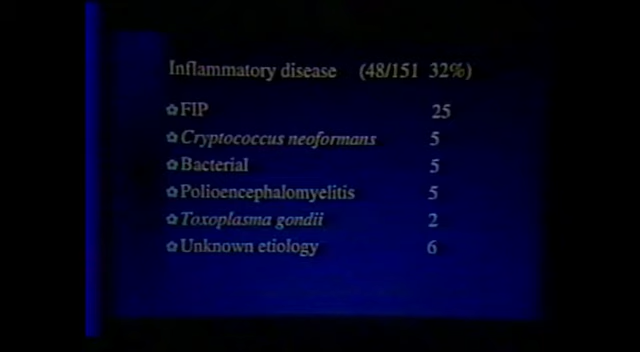 Inflammatory disease (48/151 32%)
✿FIP 25
✿Cryptococcus neoformans 5
✿Bacterial 5
✿Polioencephalomyelitis 5
✿Toxoplasma gondii 2
✿Unknown etiology 6